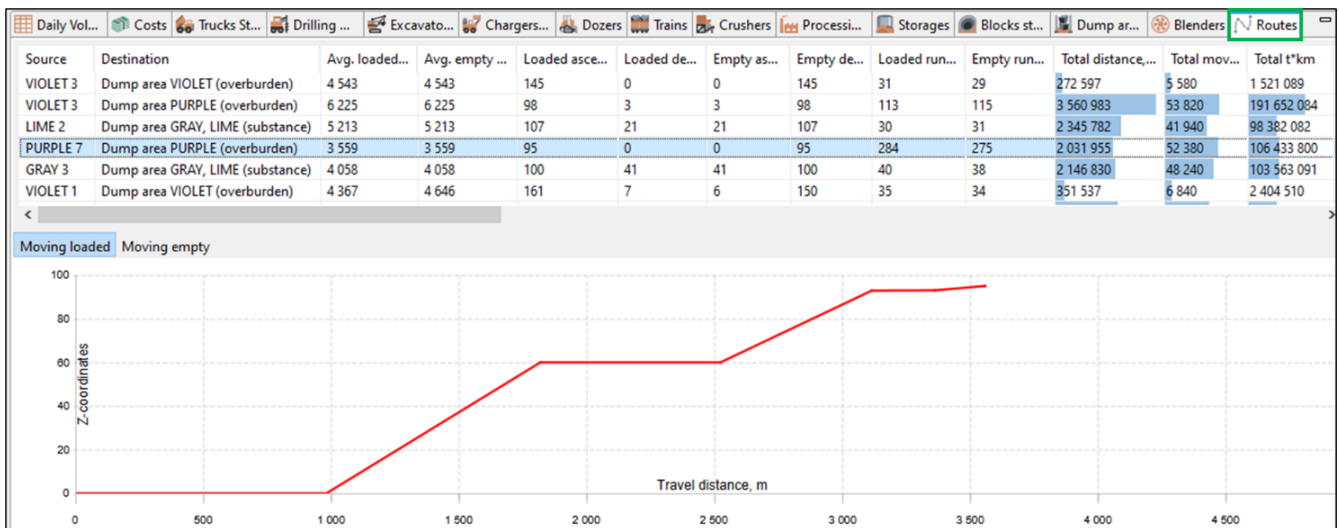 Daily Vol... Costs Trucks St... Drilling ... Excavato... Chargers... Dozers Trains Crushers Processi... Storages Blocks st... Dump ar... Blenders Routes
Source Destination Avg. loaded... Avg. empty ... Loaded asce... Loaded de... Empty as... Empty de... Loaded run... Empty run... Total distance,... Total mov... Total t*km
VIOLET 3 Dump area VIOLET (overburden) 4 543 4 543 145 0 0 145 31 29 272 597 5 580 1 521 089
VIOLET 3 Dump area PURPLE (overburden) 6 225 6 225 98 3 3 98 113 115 3 560 983 53 820 191 652 084
LIME 2 Dump area GRAY, LIME (substance) 5 213 5 213 107 21 21 107 30 31 2 345 782 41 940 98 382 082
PURPLE 7 Dump area PURPLE (overburden) 3 559 3 559 95 0 0 95 284 275 2 031 955 52 380 106 433 800
GRAY 3 Dump area GRAY, LIME (substance) 4 058 4 058 100 41 41 100 40 38 2 146 830 48 240 103 563 091
VIOLET 1 Dump area VIOLET (overburden) 4 367 4 646 161 7 6 150 35 34 351 537 6 840 2 404 510
Moving loaded Moving empty
100
80
60
40
20
0
Z-coordinates
Travel distance, m
0 500 1 000 1 500 2 000 2 500 3 000 3 500 4 000 4 500